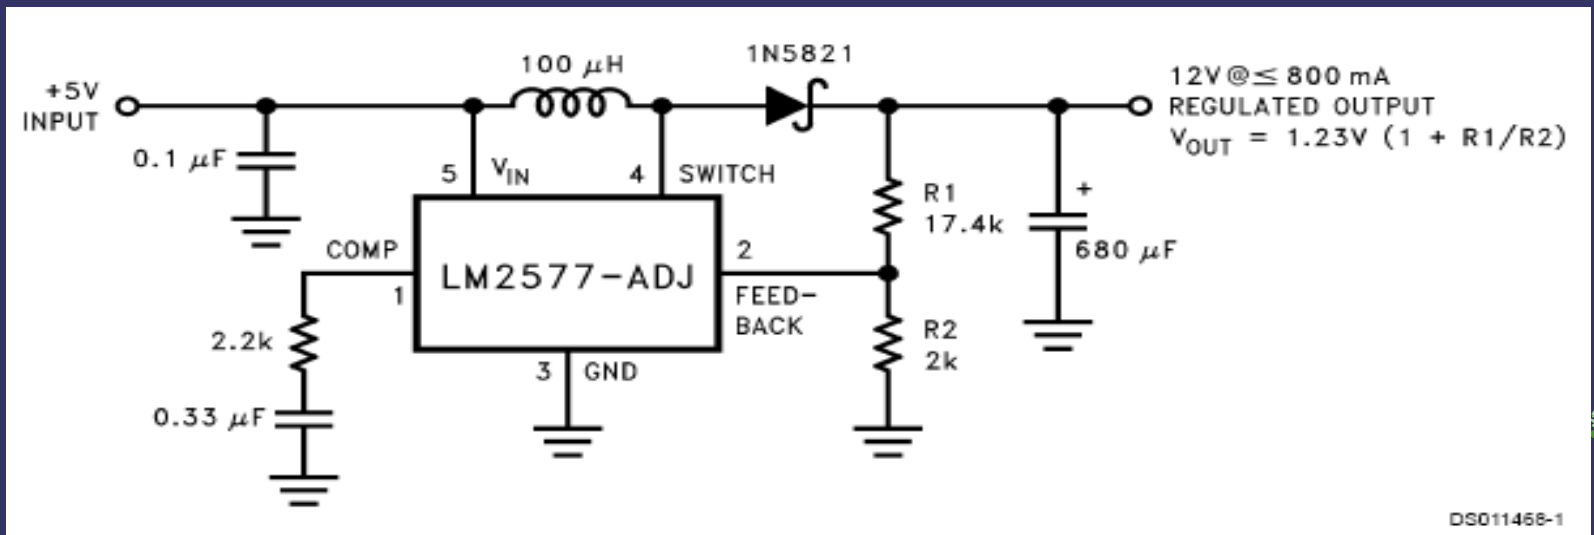 +5V
INPUT
0.1 μF
100 μH
1N5821
12V@≤ 800 mA
REGULATED OUTPUT
VOUT = 1.23V (1 + R1/R2)
5
VIN
4
SWITCH
R1
17.4k
+
680 μF
COMP
1
LM2577-ADJ
2
FEED-
BACK
2.2k
R2
2k
3
GND
0.33 μF
DS011468-1